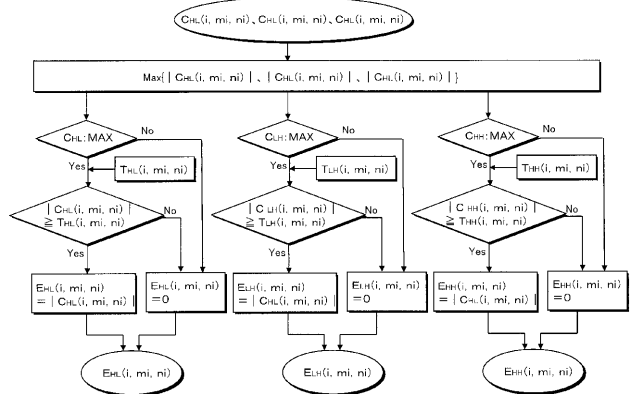 CHL(i, mi, ni)、CHL(i, mi, ni)、CHL(i, mi, ni)
Max{｜CHL(i, mi, ni)｜、｜CHL(i, mi, ni)｜、｜CHL(i, mi, ni)｜}
CHL:MAX
No
Yes
THL(i, mi, ni)
｜CHL(i, mi, ni)｜
≧ THL(i, mi, ni)
No
Yes
EHL(i, mi, ni)
=｜CHL(i, mi, ni)｜
EHL(i, mi, ni)
=0
EHL(i, mi, ni)
CLH:MAX
No
Yes
TLH(i, mi, ni)
｜CLH(i, mi, ni)｜
≧ TLH(i, mi, ni)
No
Yes
ELH(i, mi, ni)
=｜CHL(i, mi, ni)｜
ELH(i, mi, ni)
=0
ELH(i, mi, ni)
CHH:MAX
No
Yes
THH(i, mi, ni)
｜CHH(i, mi, ni)｜
≧ THH(i, mi, ni)
No
Yes
EHH(i, mi, ni)
=｜CHL(i, mi, ni)｜
EHH(i, mi, ni)
=0
EHH(i, mi, ni)